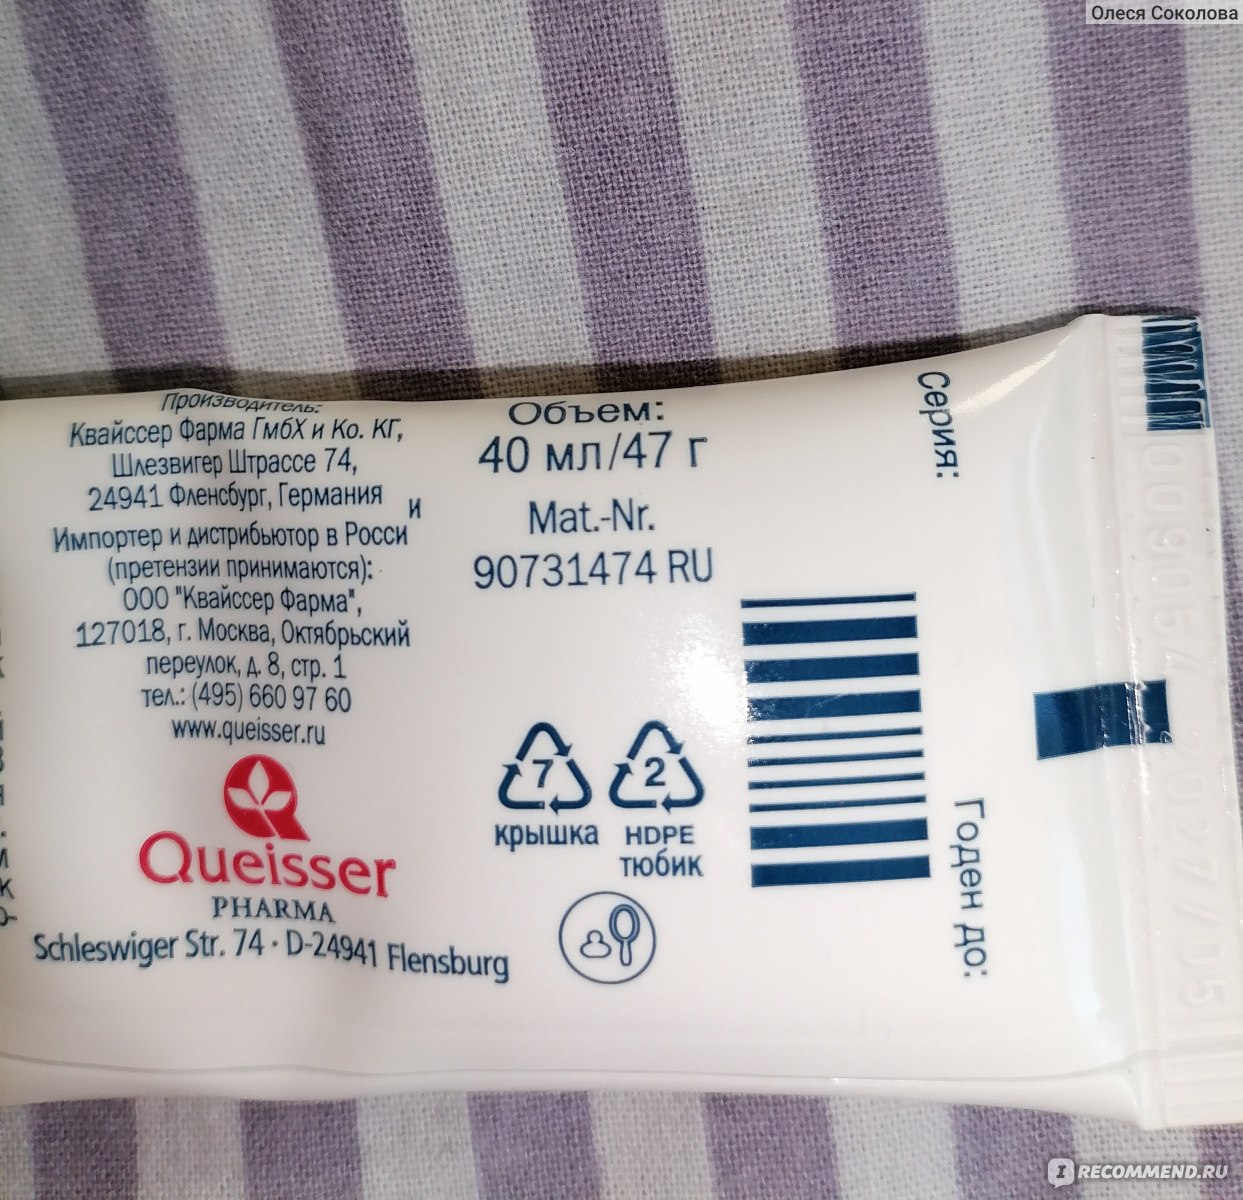 Олеся Соколова
Производитель:
Квайссер Фарма ГмбХ и Ко. КГ,
Шлезвигер Штрассе 74,
24941 Фленсбург, Германия
и
Импортер и дистрибьютор в Росси
(претензии принимаются):
ООО "Квайссер Фарма",
127018, г. Москва, Октябрьский
переулок, д. 8, стр. 1
тел.: (495) 660 97 60
www.queisser.ru
Queisser
PHARMA
Schleswiger Str. 74 · D-24941 Flensburg
Объем:
40 мл/47 г
Mat.-Nr.
90731474 RU
7
крышка
2
HDPE
тюбик
Серия:
Годен до:
2027/05
I RECOMMEND.RU